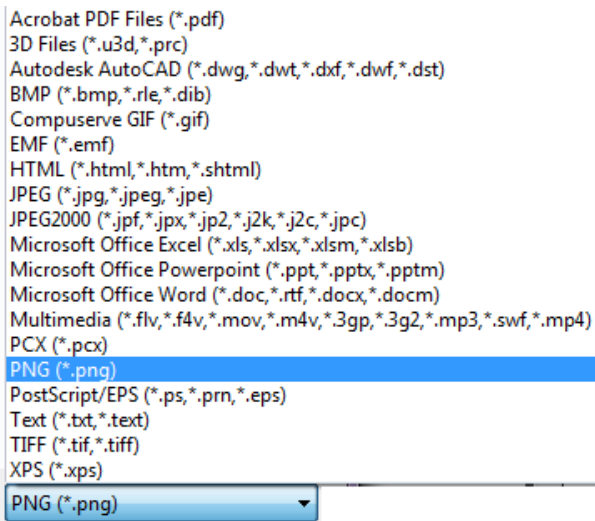 Acrobat PDF Files (*.pdf)
3D Files (*.u3d,*.prc)
Autodesk AutoCAD (*.dwg,*.dwt,*.dxf,*.dwf,*.dst)
BMP (*.bmp,*.rle,*.dib)
Compuserve GIF (*.gif)
EMF (*.emf)
HTML (*.html,*.htm,*.shtml)
JPEG (*.jpg,*.jpeg,*.jpe)
JPEG2000 (*.jpf,*.jpx,*.jp2,*.j2k,*.j2c,*.jpc)
Microsoft Office Excel (*.xls,*.xlsx,*.xlsm,*.xlsb)
Microsoft Office Powerpoint (*.ppt,*.pptx,*.pptm)
Microsoft Office Word (*.doc,*.rtf,*.docx,*.docm)
Multimedia (*.flv,*.f4v,*.mov,*.m4v,*.3gp,*.3g2,*.mp3,*.swf,*.mp4)
PCX (*.pcx)
PNG (*.png)
PostScript/EPS (*.ps,*.prn,*.eps)
Text (*.txt,*.text)
TIFF (*.tif,*.tiff)
XPS (*.xps)
PNG (*.png)